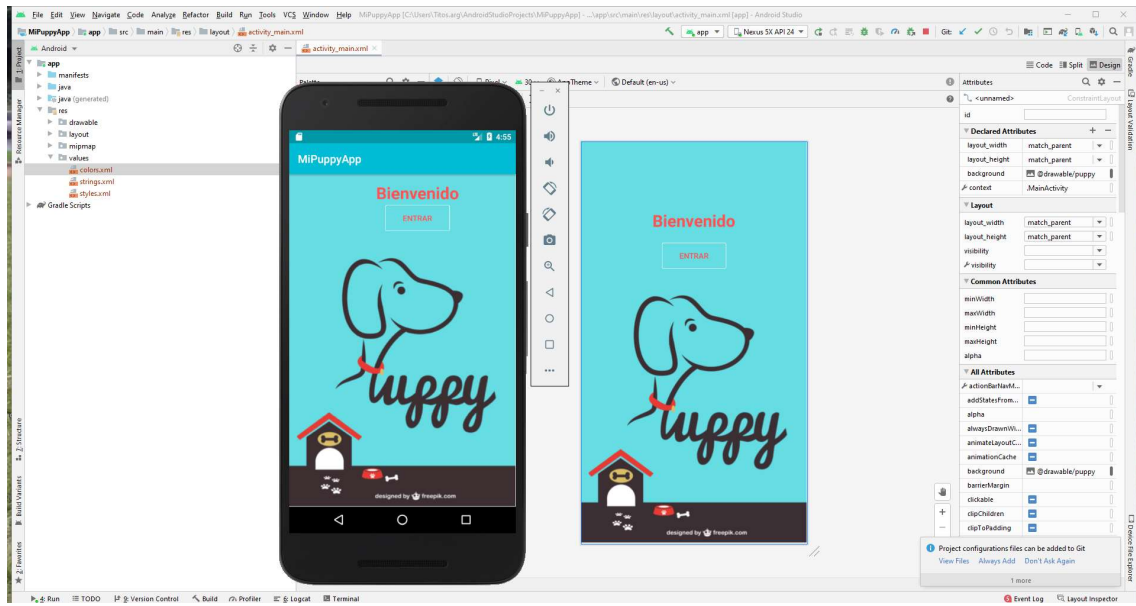 File Edit View Navigate Code Analyze Refactor Build Run Tools VCS Window Help MiPuppyApp [C:\Users\Titos.arg\AndroidStudioProjects\MiPuppyApp] - ...\app\src\main\res\layout\activity_main.xml [app] - Android Studio
MiPuppyApp app src main res layout activity_main.xml
app Nexus 5X API 24 Git:
Android
activity_main.xml
Code Split Design
1: Project
Resource Manager
Z: Structure
Build Variants
2: Favorites
app
manifests
java
java (generated)
res
drawable
layout
mipmap
values
colors.xml
strings.xml
styles.xml
Gradle Scripts
Pixel 30 AppTheme Default (en-us)
4:55
MiPuppyApp
Bienvenido
ENTRAR
Puppy
designed by freepik.com
Bienvenido
ENTRAR
Puppy
designed by freepik.com
Attributes
<unnamed> ConstraintLayout
id
Declared Attributes
layout_width match_parent
layout_height match_parent
background @drawable/puppy
context .MainActivity
Layout
layout_width match_parent
layout_height match_parent
visibility
visibility
Common Attributes
minWidth
maxWidth
minHeight
maxHeight
alpha
All Attributes
actionBarNavM...
addStatesFrom...
alpha
alwaysDrawnWi...
animateLayoutC...
animationCache
background @drawable/puppy
barrierMargin
clickable
clipChildren
clipToPadding
Gradle
Layout Validation
Device File Explorer
Project configurations files can be added to Git
View Files Always Add Don't Ask Again
1 more
4: Run TODO 9: Version Control Build Profiler 6: Logcat Terminal
Event Log Layout Inspector